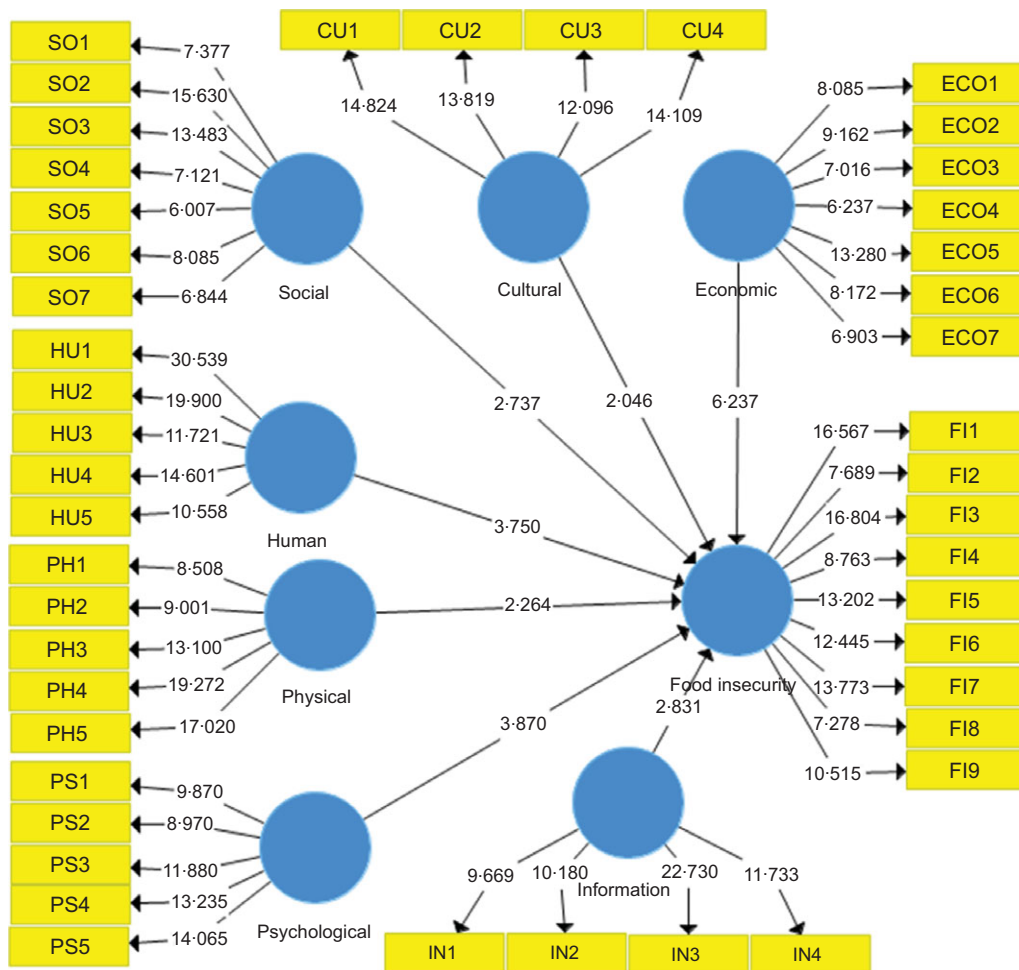 CU1 CU2 CU3 CU4
14·824 13·819 12·096 14·109
SO1 7·377
SO2 15·630
SO3 13·483
SO4 7·121
SO5 6·007
SO6 8·085
SO7 6·844
Social
Cultural
Economic
8·085 ECO1
9·162 ECO2
7·016 ECO3
6·237 ECO4
13·280 ECO5
8·172 ECO6
6·903 ECO7
2·737
2·046
6·237
HU1 30·539
HU2 19·900
HU3 11·721
HU4 14·601
HU5 10·558
Human
3·750
PH1 8·508
PH2 9·001
PH3 13·100
PH4 19·272
PH5 17·020
Physical
2·264
16·567 FI1
7·689 FI2
16·804 FI3
8·763 FI4
13·202 FI5
12·445 FI6
13·773 FI7
7·278 FI8
10·515 FI9
Food insecurity
2·831
3·870
PS1 9·870
PS2 8·970
PS3 11·880
PS4 13·235
PS5 14·065
Psychological
Information
9·669 10·180 22·730 11·733
IN1 IN2 IN3 IN4